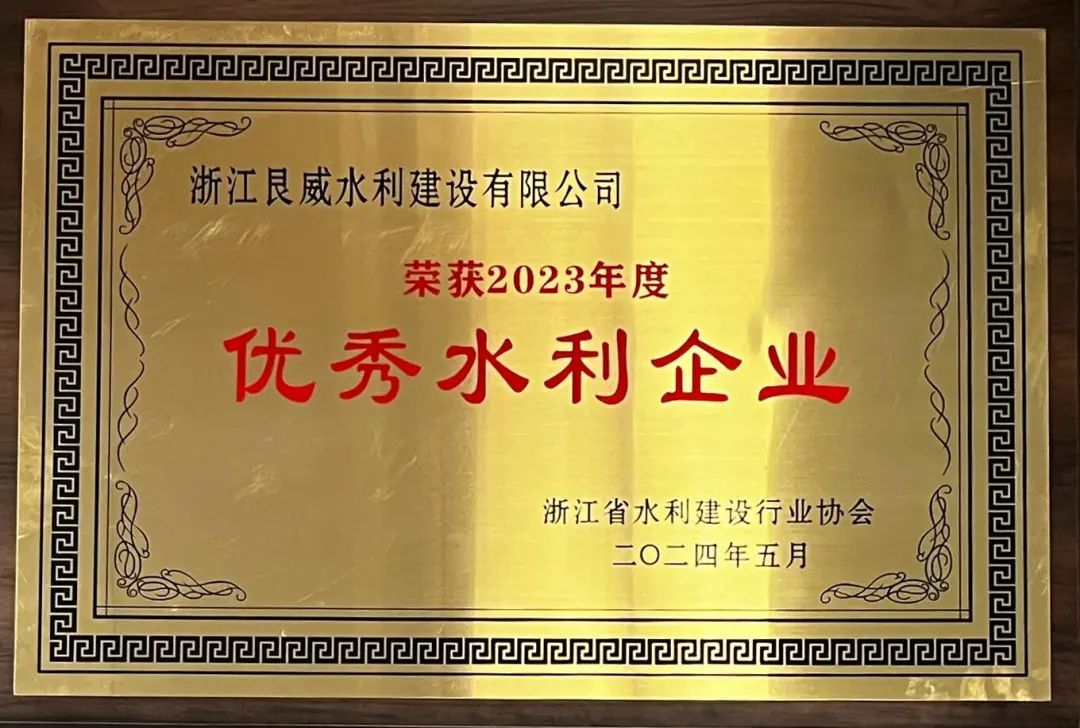 浙江艮威水利建设有限公司
荣获2023年度
优秀水利企业
浙江省水利建设行业协会
二〇二四年五月